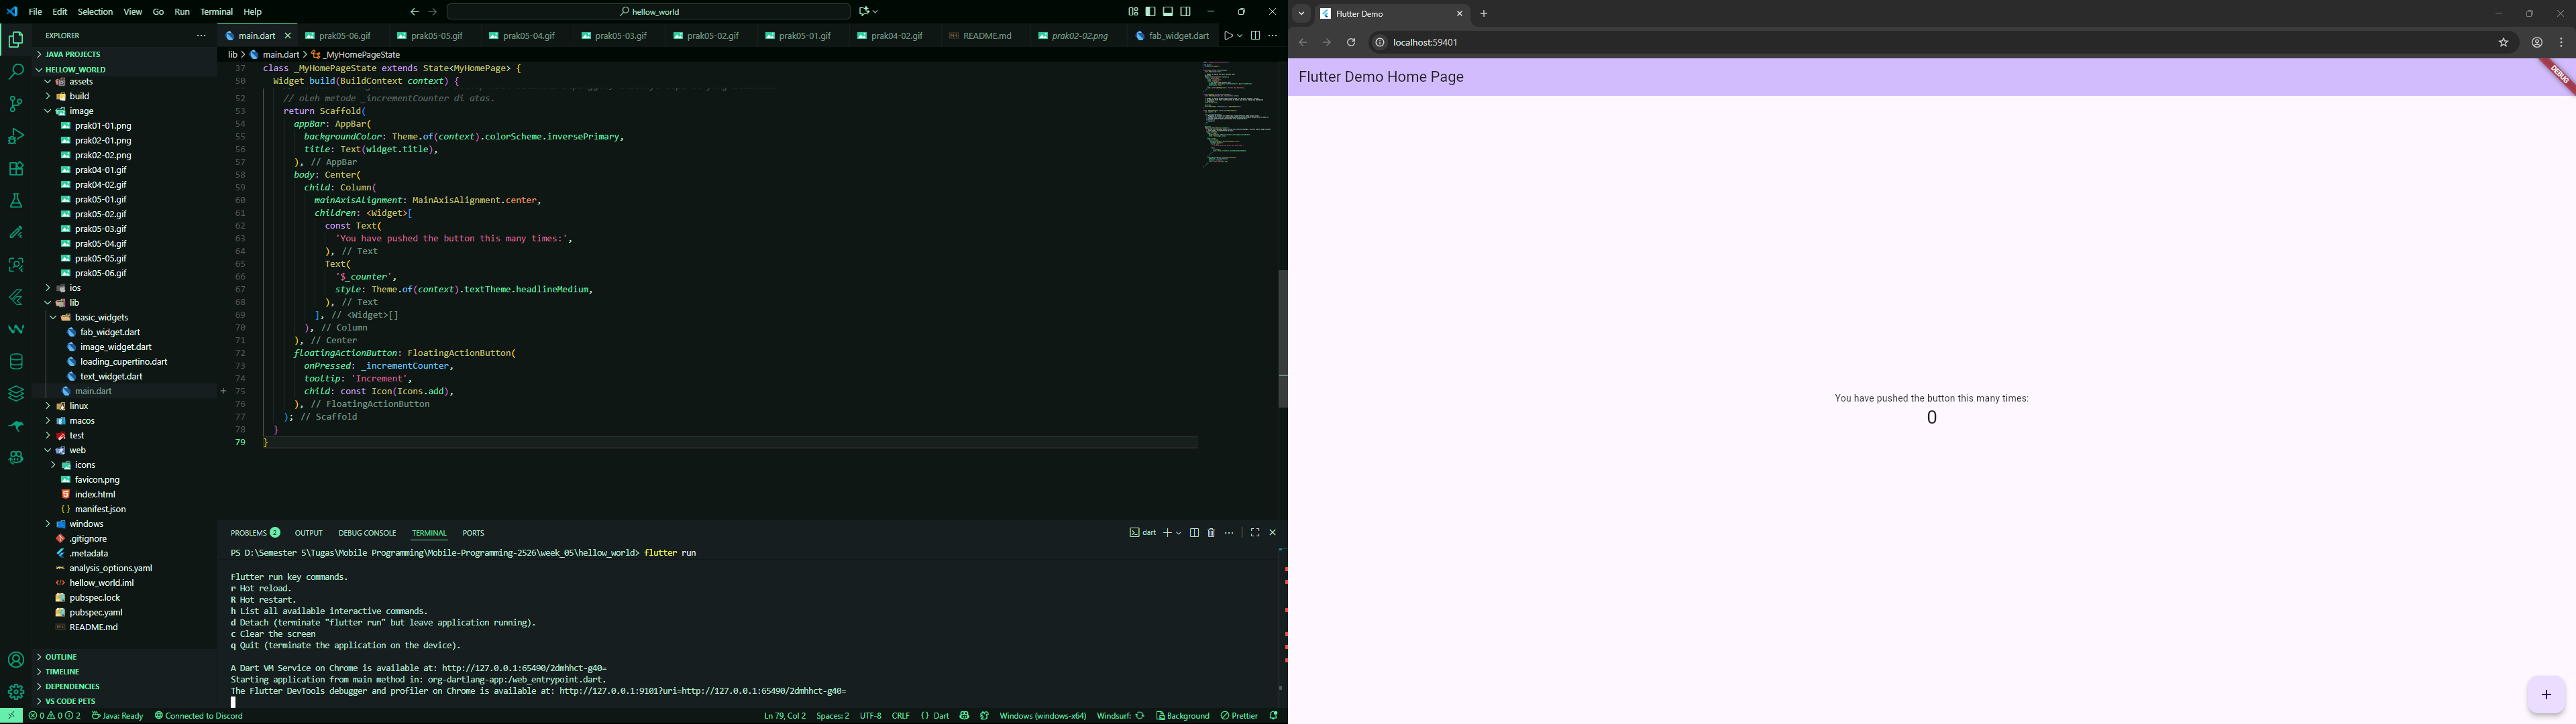 File Edit Selection View Go Run Terminal Help
hellow_world
EXPLORER
JAVA PROJECTS
HELLOW_WORLD
assets
build
image
prak01-01.png
prak02-01.png
prak02-02.png
prak04-01.gif
prak04-02.gif
prak05-01.gif
prak05-02.gif
prak05-03.gif
prak05-04.gif
prak05-05.gif
prak05-06.gif
ios
lib
basic_widgets
fab_widget.dart
image_widget.dart
loading_cupertino.dart
text_widget.dart
main.dart
linux
macos
test
web
icons
favicon.png
index.html
manifest.json
windows
.gitignore
.metadata
analysis_options.yaml
hellow_world.iml
pubspec.lock
pubspec.yaml
README.md
OUTLINE
TIMELINE
DEPENDENCIES
VS CODE PETS
main.dart prak05-06.gif prak05-05.gif prak05-04.gif prak05-03.gif prak05-02.gif prak05-01.gif prak04-02.gif README.md prak02-02.png fab_widget.dart
lib > main.dart > _MyHomePageState
37 class _MyHomePageState extends State<MyHomePage> {
50 Widget build(BuildContext context) {
52 // oleh metode _incrementCounter di atas.
53 return Scaffold(
54 appBar: AppBar(
55 backgroundColor: Theme.of(context).colorScheme.inversePrimary,
56 title: Text(widget.title),
57 ), // AppBar
58 body: Center(
59 child: Column(
60 mainAxisAlignment: MainAxisAlignment.center,
61 children: <Widget>[
62 const Text(
63 'You have pushed the button this many times:',
64 ), // Text
65 Text(
66 '$_counter',
67 style: Theme.of(context).textTheme.headlineMedium,
68 ), // Text
69 ], // <Widget>[]
70 ), // Column
71 ), // Center
72 floatingActionButton: FloatingActionButton(
73 onPressed: _incrementCounter,
74 tooltip: 'Increment',
75 child: const Icon(Icons.add),
76 ), // FloatingActionButton
77 ); // Scaffold
78 }
79 }
PROBLEMS 2 OUTPUT DEBUG CONSOLE TERMINAL PORTS
dart
PS D:\Semester 5\Tugas\Mobile Programming\Mobile-Programming-2526\week_05\hellow_world> flutter run
Flutter run key commands.
r Hot reload.
R Hot restart.
h List all available interactive commands.
d Detach (terminate "flutter run" but leave application running).
c Clear the screen
q Quit (terminate the application on the device).
A Dart VM Service on Chrome is available at: http://127.0.0.1:65490/2dmhhct-g40=
Starting application from main method in: org-dartlang-app:/web_entrypoint.dart.
The Flutter DevTools debugger and profiler on Chrome is available at: http://127.0.0.1:9101?uri=http://127.0.0.1:65490/2dmhhct-g40=
0 0 2 Java: Ready Connected to Discord
Ln 79, Col 2 Spaces: 2 UTF-8 CRLF {} Dart Windows (windows-x64) Windsurf: Background Prettier
Flutter Demo
localhost:59401
Flutter Demo Home Page
DEBUG
You have pushed the button this many times:
0